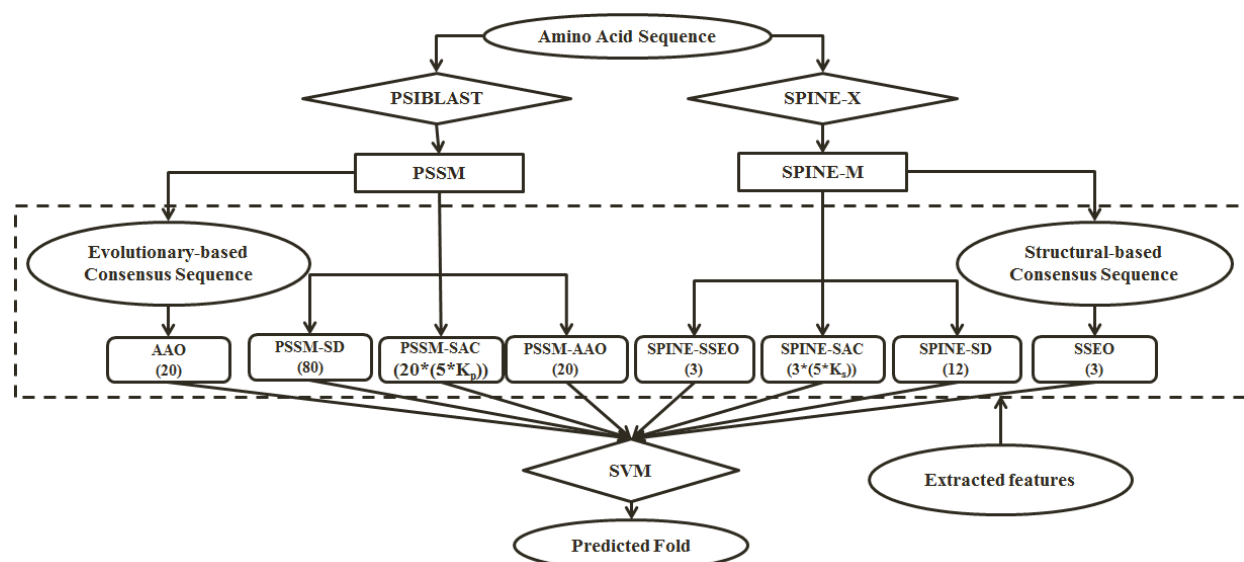 Amino Acid Sequence
PSIBLAST
SPINE-X
PSSM
SPINE-M
Evolutionary-based
Consensus Sequence
Structural-based
Consensus Sequence
AAO
(20)
PSSM-SD
(80)
PSSM-SAC
(20*(5*Kp))
PSSM-AAO
(20)
SPINE-SSEO
(3)
SPINE-SAC
(3*(5*Ks))
SPINE-SD
(12)
SSEO
(3)
SVM
Extracted features
Predicted Fold